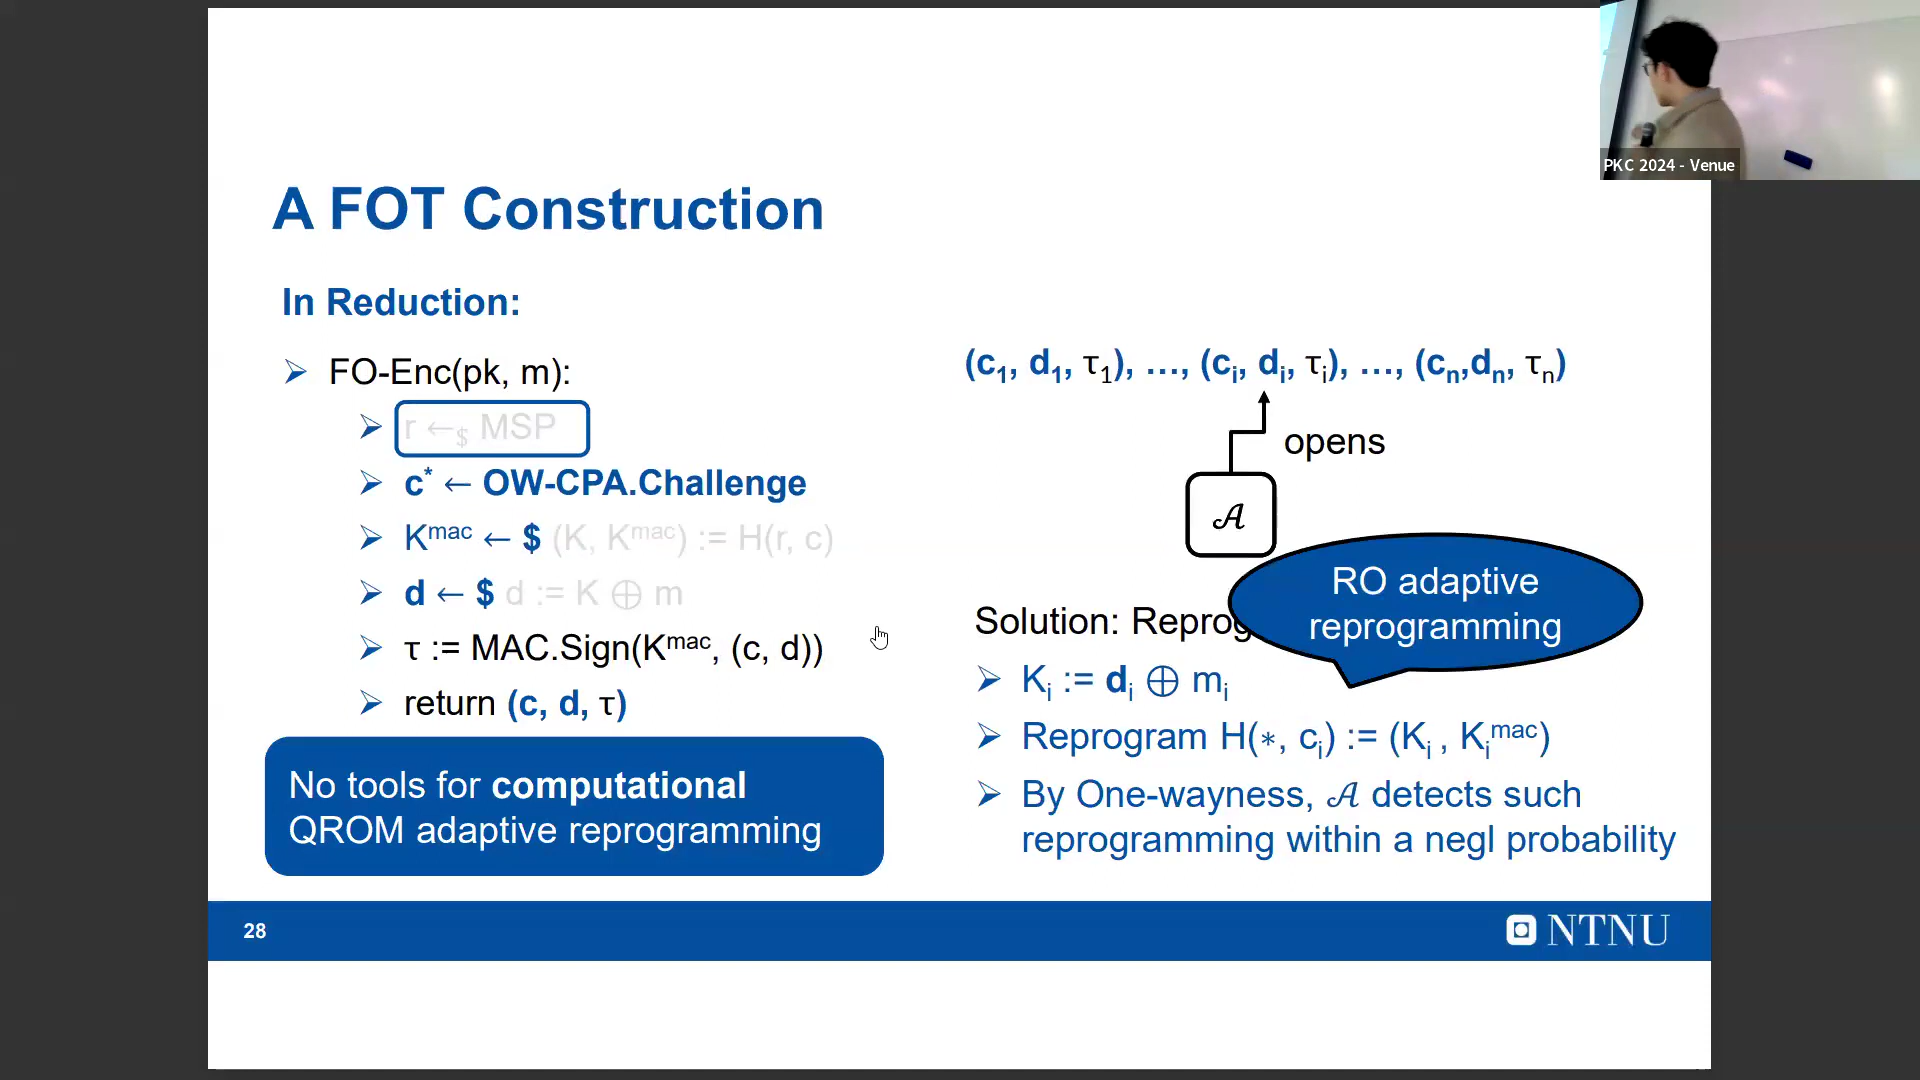 PKC 2024 - Venue
A FOT Construction
In Reduction:
➢ FO-Enc(pk, m):
➢ r ←$ MSP
➢ c* ← OW-CPA.Challenge
➢ Kmac ← $ (K, Kmac) := H(r, c)
➢ d ← $ d := K ⊕ m
➢ τ := MAC.Sign(Kmac, (c, d))
➢ return (c, d, τ)
No tools for computational
QROM adaptive reprogramming
(c1, d1, τ1), …, (ci, di, τi), …, (cn,dn, τn)
opens
𝒜
RO adaptive
reprogramming
Solution: Reprog
➢ Ki := di ⊕ mi
➢ Reprogram H(*, ci) := (Ki , Kimac)
➢ By One-wayness, 𝒜 detects such
reprogramming within a negl probability
28
NTNU